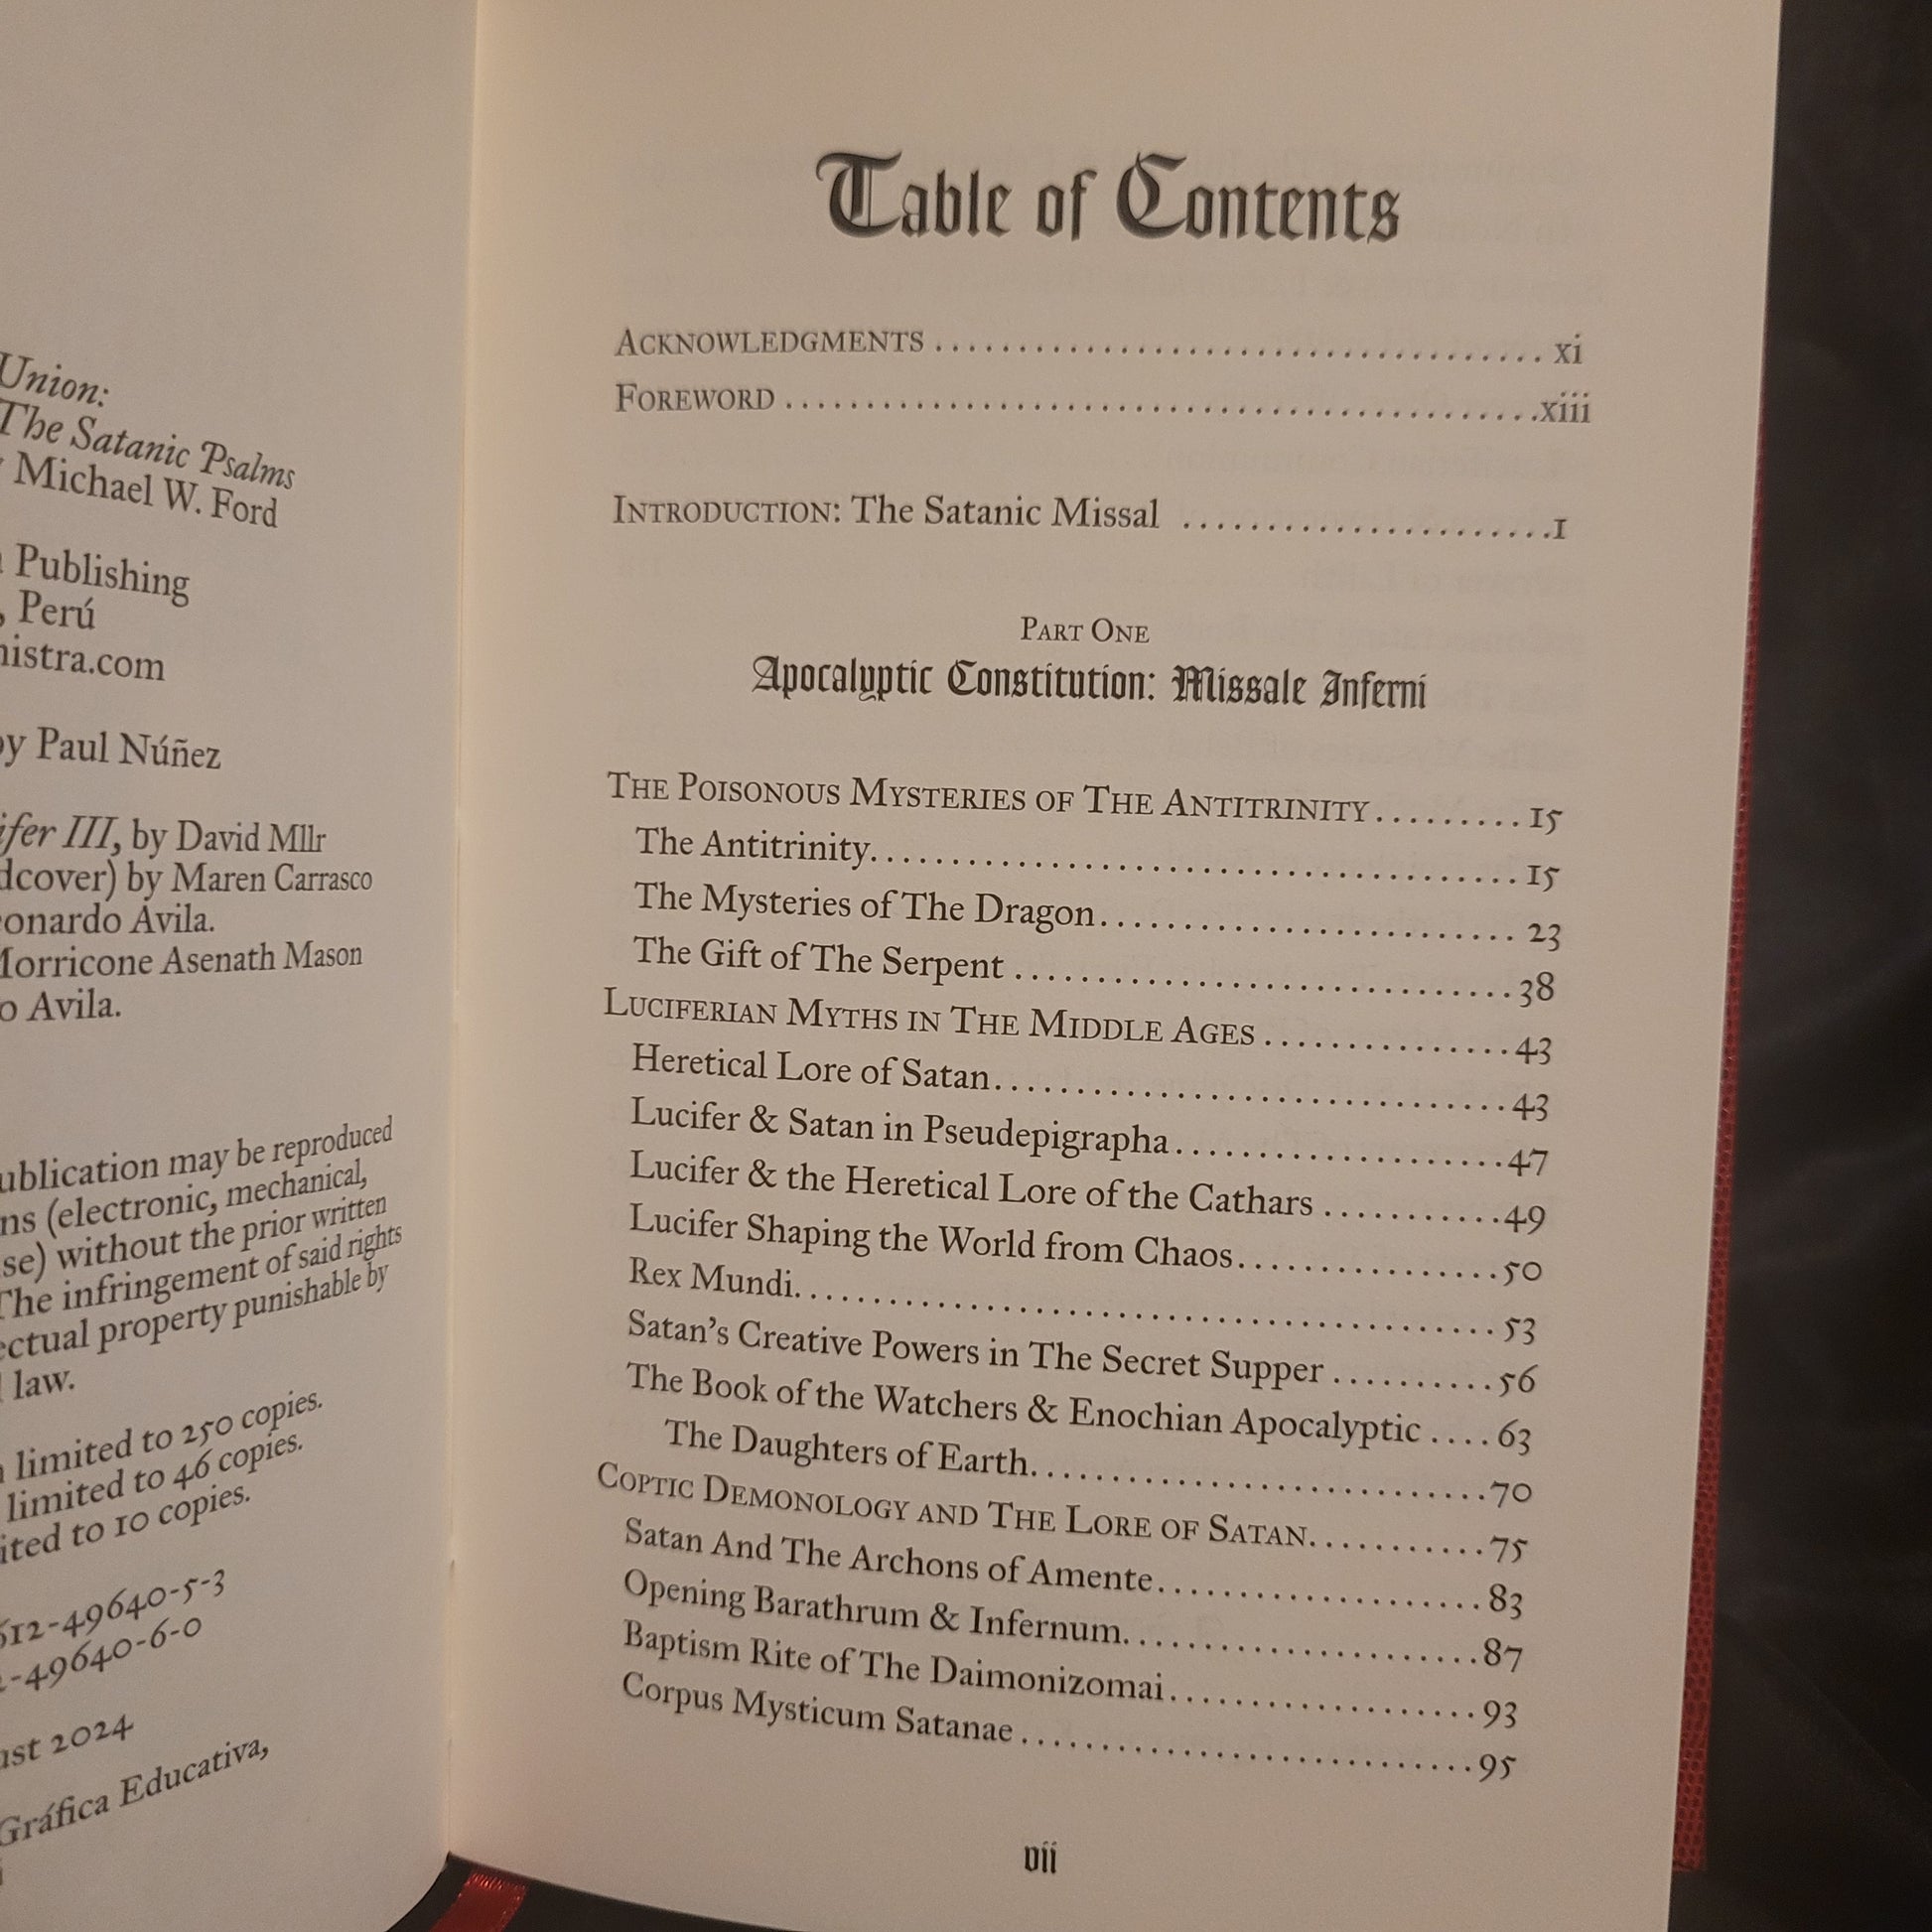 Union:
The Satanic Psalms
Michael W. Ford
Publishing
, Perú
nistra.com
by Paul Núñez
ifer III, by David Mllr
dcover) by Maren Carrasco
eonardo Avila.
Morricone Asenath Mason
o Avila.
ublication may be reproduced
ns (electronic, mechanical,
se) without the prior written
The infringement of said rights
ectual property punishable by
law.
limited to 250 copies.
limited to 46 copies.
ited to 10 copies.
612-49640-5-3
-49640-6-0
ust 2024
Gráfica Educativa,
Table of Contents
Acknowledgments ........ xi
Foreword ........ xiii
Introduction: The Satanic Missal ........ 1
Part One
Apocalyptic Constitution: Missale Inferni
The Poisonous Mysteries of The Antitrinity ........ 15
The Antitrinity ........ 15
The Mysteries of The Dragon ........ 23
The Gift of The Serpent ........ 38
Luciferian Myths in The Middle Ages ........ 43
Heretical Lore of Satan ........ 43
Lucifer & Satan in Pseudepigrapha ........ 47
Lucifer & the Heretical Lore of the Cathars ........ 49
Lucifer Shaping the World from Chaos ........ 50
Rex Mundi ........ 53
Satan's Creative Powers in The Secret Supper ........ 56
The Book of the Watchers & Enochian Apocalyptic .... 63
The Daughters of Earth ........ 70
Coptic Demonology and The Lore of Satan ........ 75
Satan And The Archons of Amente ........ 83
Opening Barathrum & Infernum ........ 87
Baptism Rite of The Daimonizomai ........ 93
Corpus Mysticum Satanae ........ 95
vii